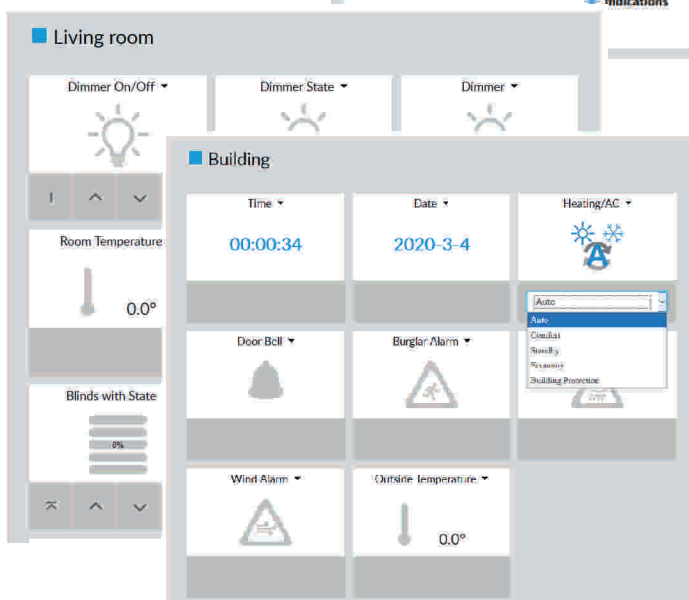 Indications
Living room
Dimmer On/Off
Dimmer State
Dimmer
Building
Time
Date
Heating/AC
00:00:34
2020-3-4
A
Room Temperature
0.0°
Auto
Auto
Comfort
Standby
Economy
Building Protection
Door Bell
Burglar Alarm
Blinds with State
0%
Wind Alarm
Outside Temperature
0.0°